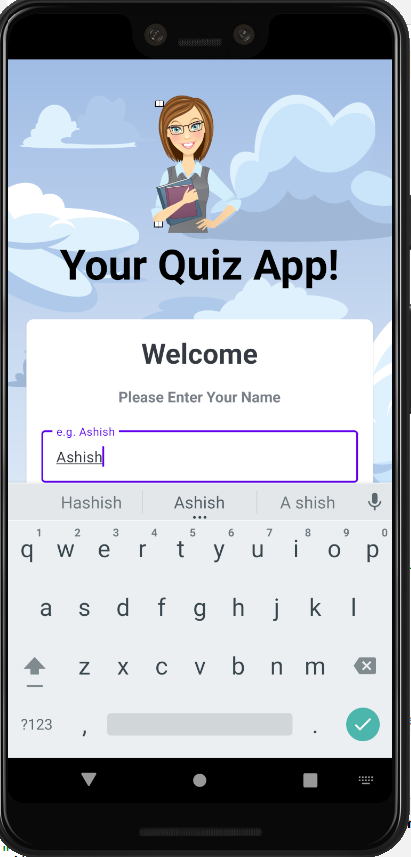 Your Quiz App!
Welcome
Please Enter Your Name
e.g. Ashish
Ashish
Hashish Ashish A shish
1 2 3 4 5 6 7 8 9 0
q w e r t y u i o p
a s d f g h j k l
z x c v b n m
?123 , .